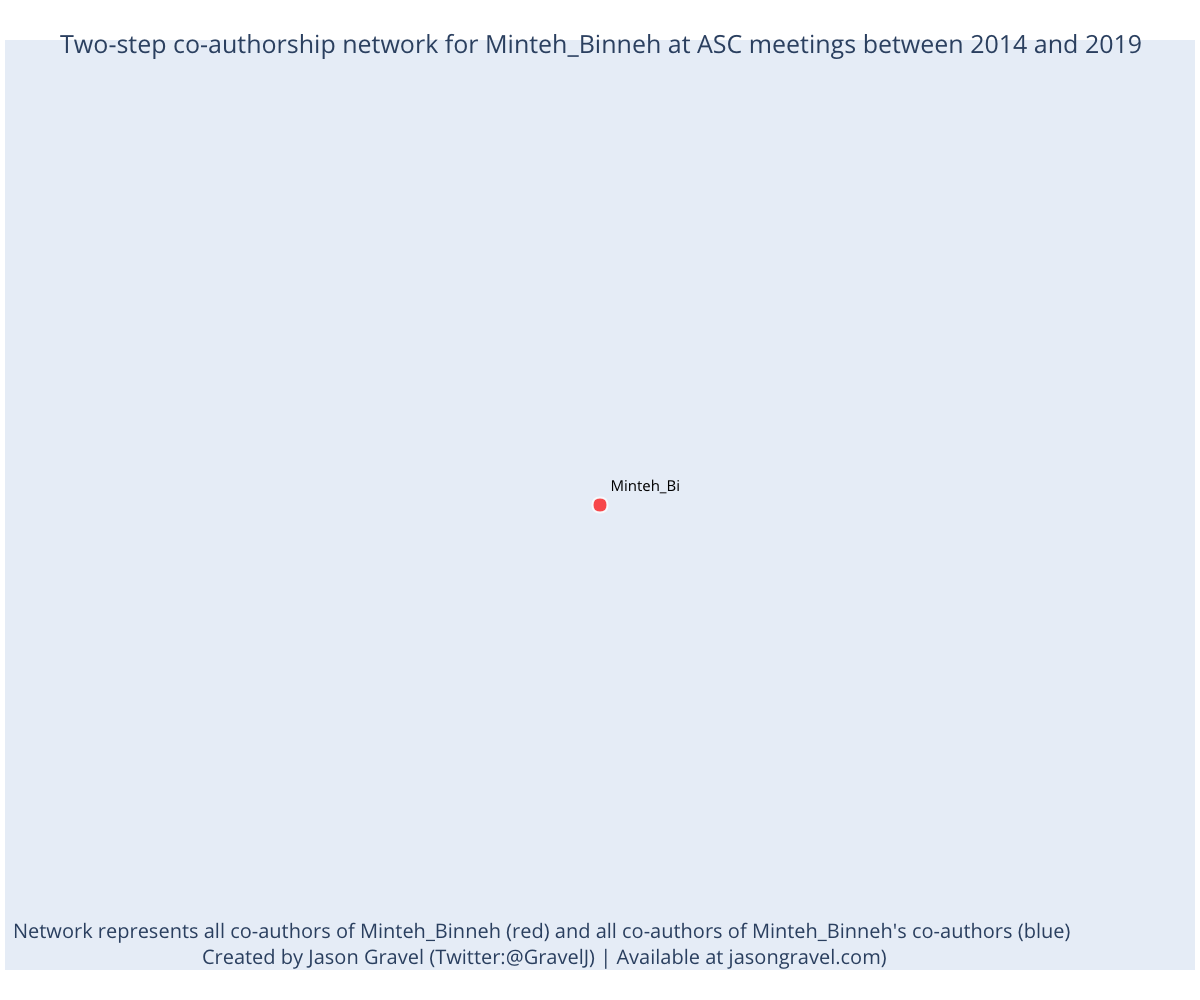 Two-step co-authorship network for Minteh_Binneh at ASC meetings between 2014 and 2019
Minteh_Bi
Network represents all co-authors of Minteh_Binneh (red) and all co-authors of Minteh_Binneh's co-authors (blue)
Created by Jason Gravel (Twitter:@GravelJ) | Available at jasongravel.com)